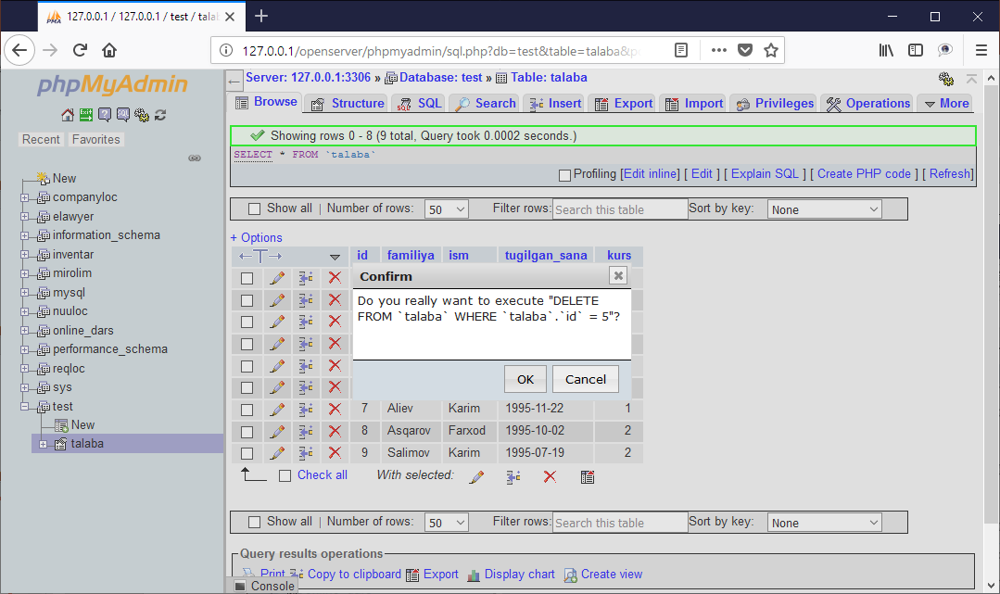 127.0.0.1 / 127.0.0.1 / test / tala
127.0.0.1/openserver/phpmyadmin/sql.php?db=test&table=talaba&p
phpMyAdmin
Recent Favorites
New
companyloc
elawyer
information_schema
inventar
mirolim
mysql
nuuloc
online_dars
performance_schema
reqloc
sys
test
New
talaba
Server: 127.0.0.1:3306 » Database: test » Table: talaba
Browse Structure SQL Search Insert Export Import Privileges Operations More
Showing rows 0 - 8 (9 total, Query took 0.0002 seconds.)
SELECT * FROM `talaba`
Profiling [Edit inline] [ Edit ] [ Explain SQL ] [ Create PHP code ] [ Refresh]
Show all | Number of rows: 50 Filter rows: Search this table Sort by key: None
+ Options
id familiya ism tugilgan_sana kurs
Confirm
Do you really want to execute "DELETE
FROM `talaba` WHERE `talaba`.`id` = 5"?
OK Cancel
7 Aliev Karim 1995-11-22 1
8 Asqarov Farxod 1995-10-02 2
9 Salimov Karim 1995-07-19 2
Check all With selected:
Show all | Number of rows: 50 Filter rows: Search this table Sort by key: None
Query results operations
Print Copy to clipboard Export Display chart Create view
Console